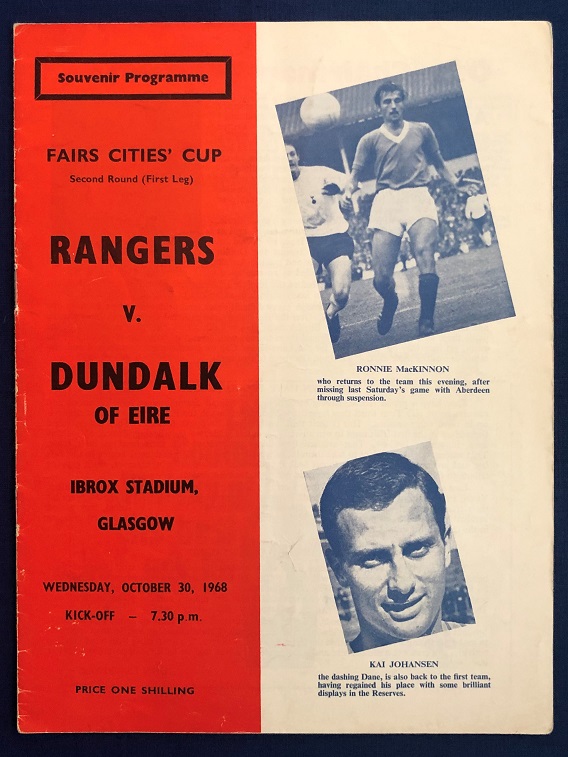 Souvenir Programme
FAIRS CITIES' CUP
Second Round (First Leg)
RANGERS
V.
DUNDALK
OF EIRE
IBROX STADIUM,
GLASGOW
WEDNESDAY, OCTOBER 30, 1968
KICK-OFF – 7.30 p.m.
PRICE ONE SHILLING
RONNIE MacKINNON
who returns to the team this evening, after
missing last Saturday's game with Aberdeen
through suspension.
KAI JOHANSEN
the dashing Dane, is also back to the first team,
having regained his place with some brilliant
displays in the Reserves.